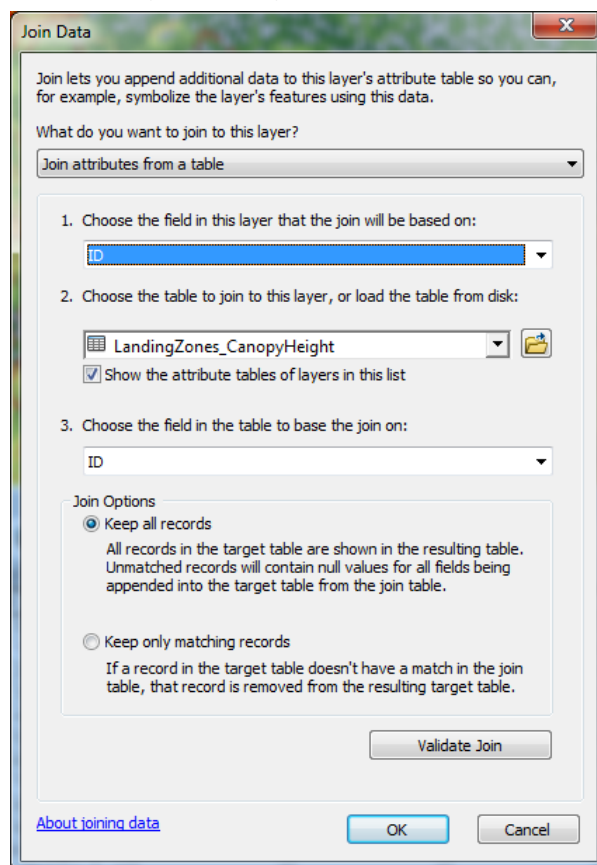 Join Data
Join lets you append additional data to this layer's attribute table so you can,
for example, symbolize the layer's features using this data.
What do you want to join to this layer?
Join attributes from a table
1. Choose the field in this layer that the join will be based on:
ID
2. Choose the table to join to this layer, or load the table from disk:
LandingZones_CanopyHeight
Show the attribute tables of layers in this list
3. Choose the field in the table to base the join on:
ID
Join Options
Keep all records
All records in the target table are shown in the resulting table.
Unmatched records will contain null values for all fields being
appended into the target table from the join table.
Keep only matching records
If a record in the target table doesn't have a match in the join
table, that record is removed from the resulting target table.
Validate Join
About joining data
OK
Cancel